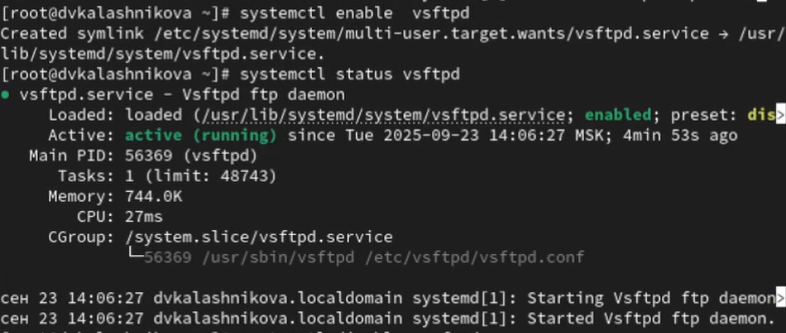 [root@dvkalashnikova ~]# systemctl enable  vsftpd
Created symlink /etc/systemd/system/multi-user.target.wants/vsftpd.service → /usr/
lib/systemd/system/vsftpd.service.
[root@dvkalashnikova ~]# systemctl status vsftpd
● vsftpd.service - Vsftpd ftp daemon
     Loaded: loaded (/usr/lib/systemd/system/vsftpd.service; enabled; preset: dis>
     Active: active (running) since Tue 2025-09-23 14:06:27 MSK; 4min 53s ago
   Main PID: 56369 (vsftpd)
      Tasks: 1 (limit: 48743)
     Memory: 744.0K
        CPU: 27ms
     CGroup: /system.slice/vsftpd.service
             └─56369 /usr/sbin/vsftpd /etc/vsftpd/vsftpd.conf
сен 23 14:06:27 dvkalashnikova.localdomain systemd[1]: Starting Vsftpd ftp daemon>
сен 23 14:06:27 dvkalashnikova.localdomain systemd[1]: Started Vsftpd ftp daemon.